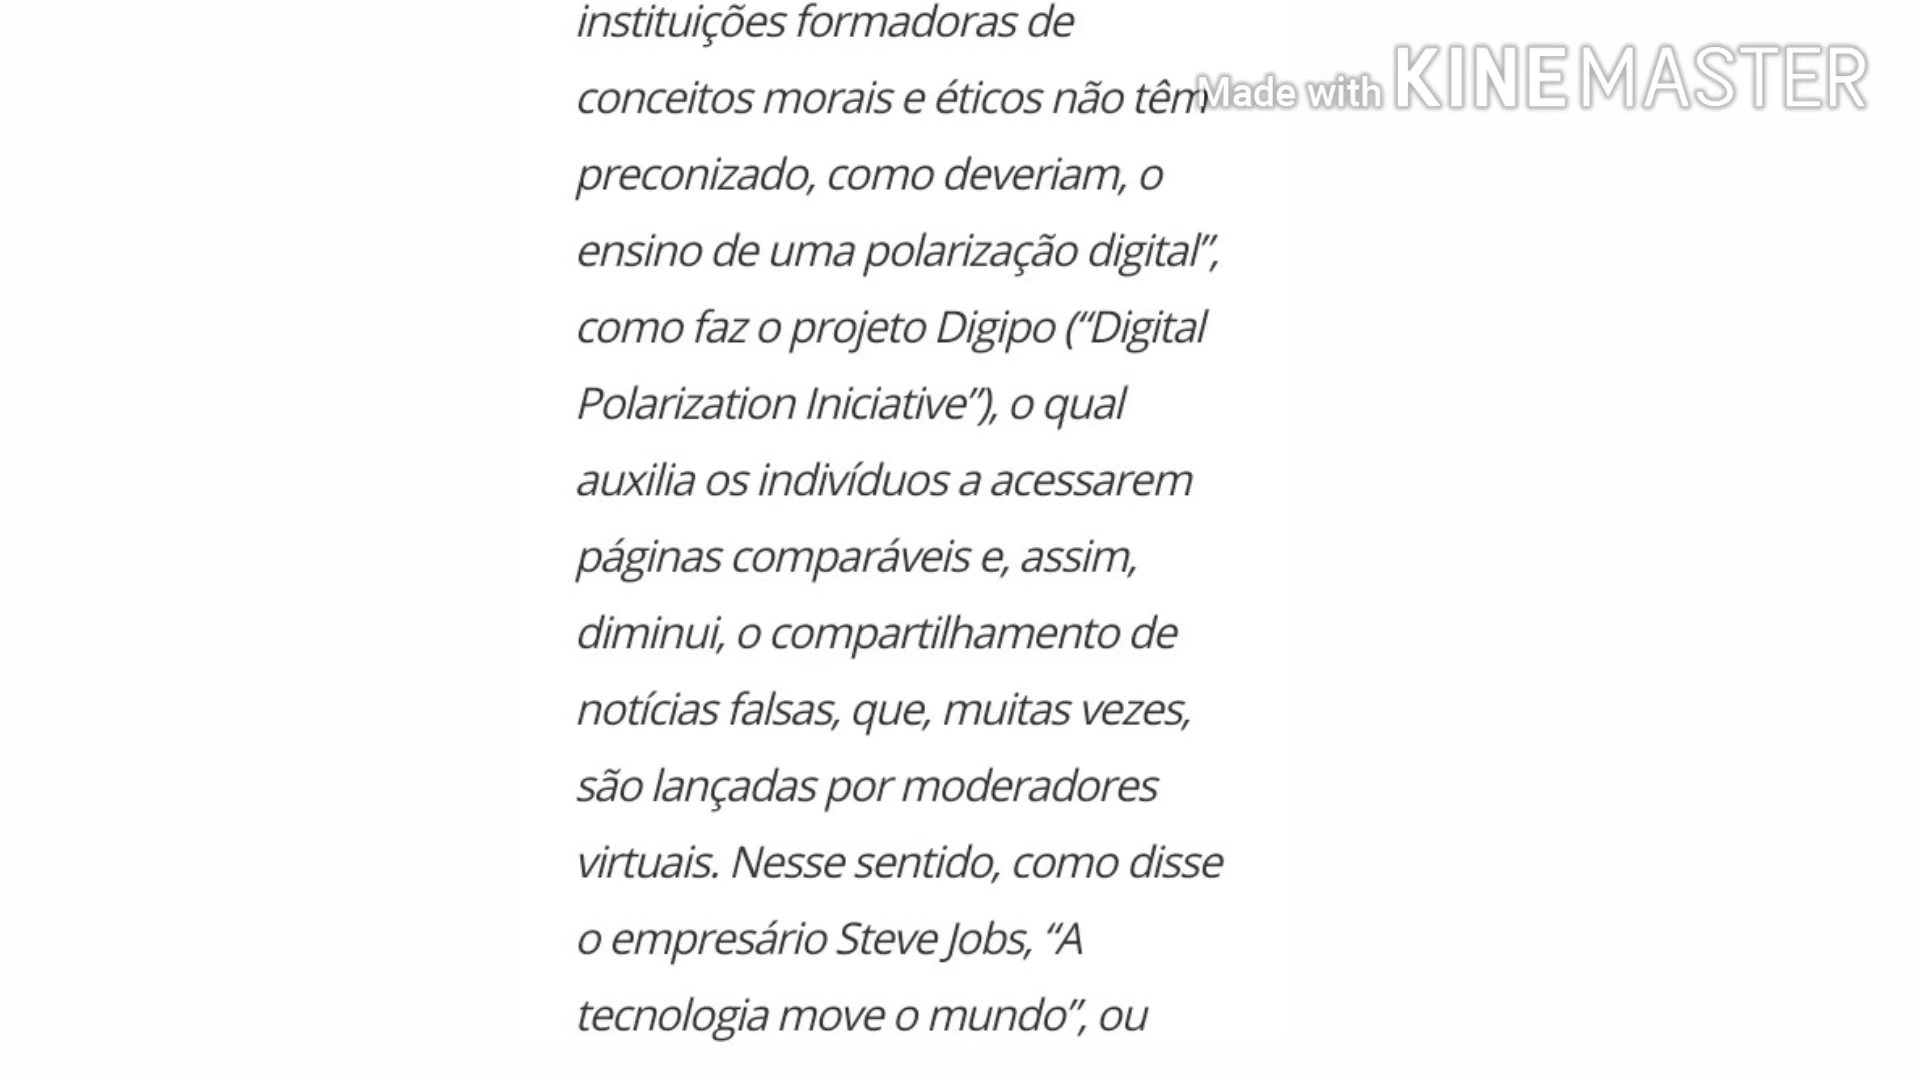 instituições formadoras de
conceitos morais e éticos não têm
Made with KINEMASTER
preconizado, como deveriam, o
ensino de uma polarização digital”,
como faz o projeto Digipo (“Digital
Polarization Iniciative”), o qual
auxilia os indivíduos a acessarem
páginas comparáveis e, assim,
diminui, o compartilhamento de
notícias falsas, que, muitas vezes,
são lançadas por moderadores
virtuais. Nesse sentido, como disse
o empresário Steve Jobs, “A
tecnologia move o mundo”, ou